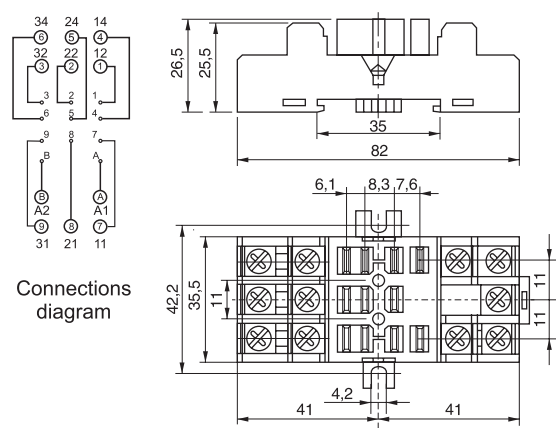 34 24 14
6 5 4
32 22 12
3 2 1
3 2 1
6 5 4
9 8 7
B A
B A
A2 A1
9 8 7
31 21 11
Connections
diagram
26,5
25,5
35
82
6,1 8,3 7,6
42,2
35,5
11
11
11
4,2
41 41